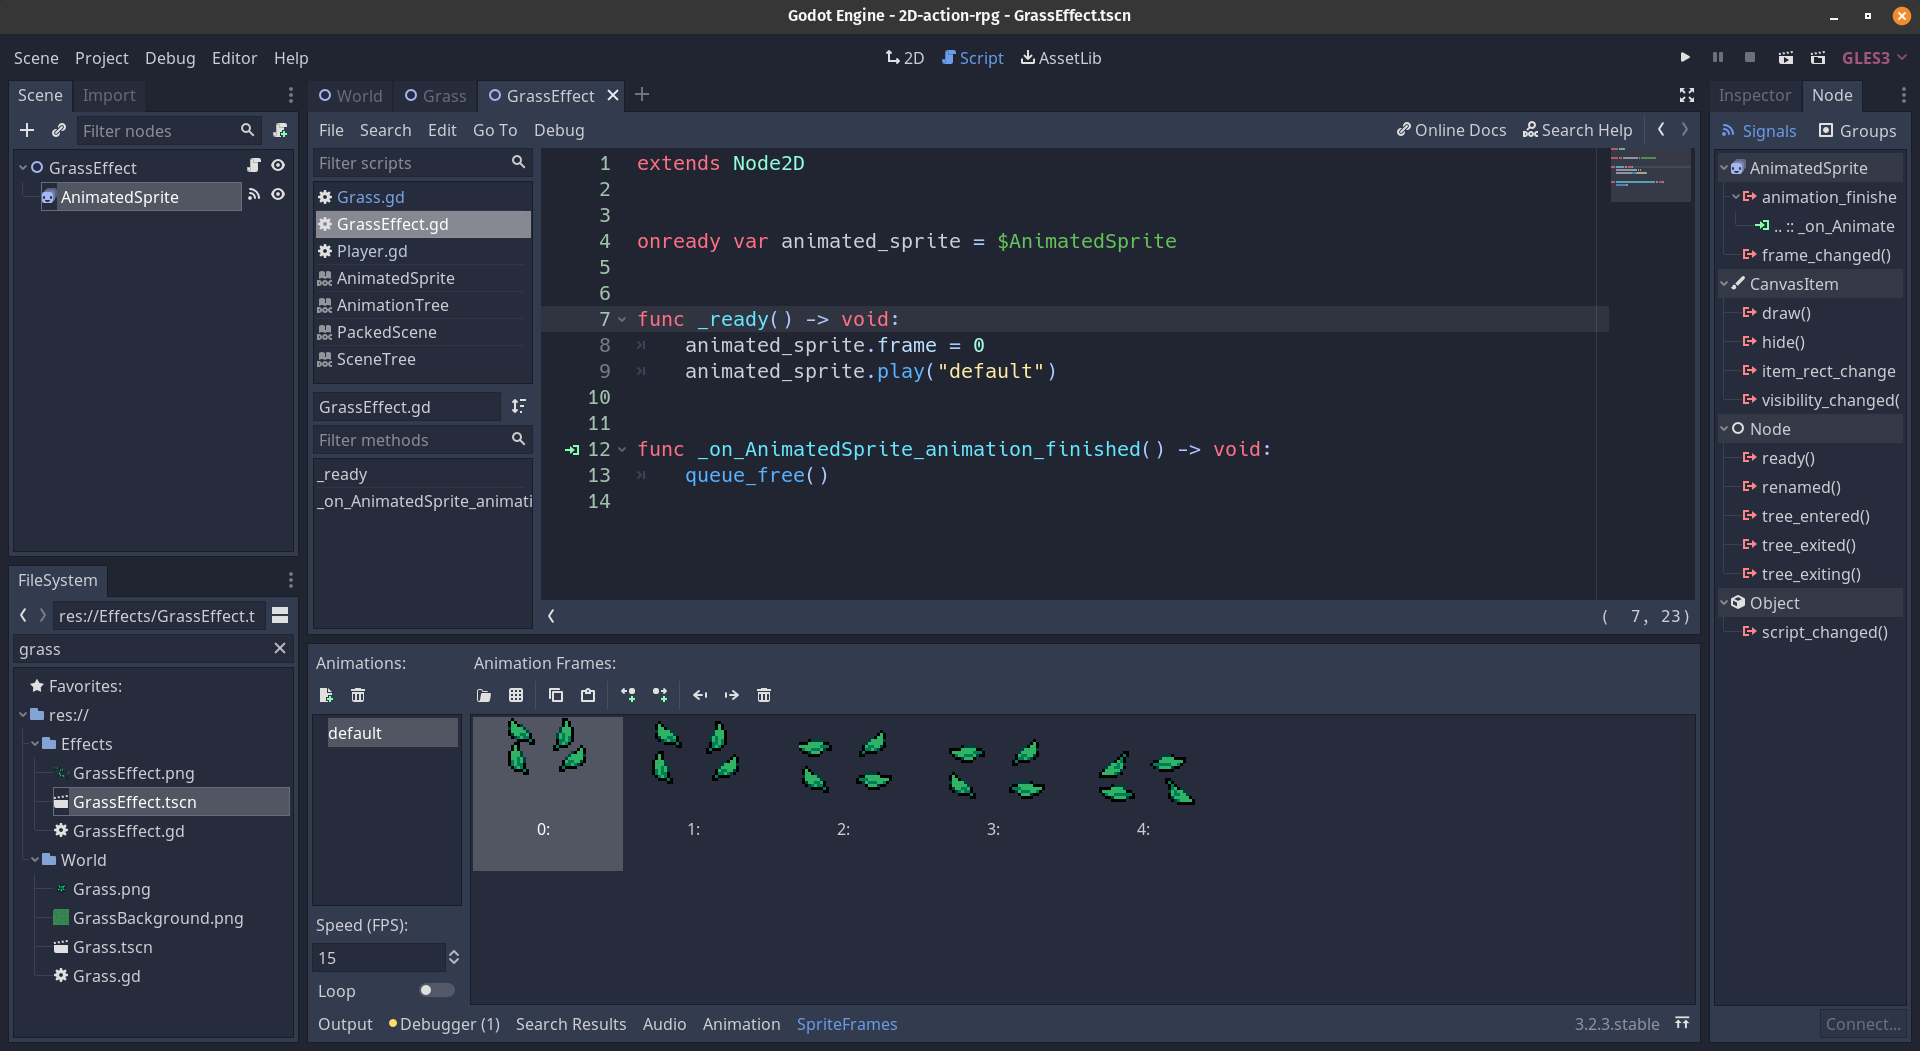 Godot Engine - 2D-action-rpg - GrassEffect.tscn
Scene Project Debug Editor Help
2D Script AssetLib
GLES3
Scene Import
Filter nodes
GrassEffect
AnimatedSprite
World Grass GrassEffect
File Search Edit Go To Debug
Online Docs Search Help
Filter scripts
Grass.gd
GrassEffect.gd
Player.gd
AnimatedSprite
AnimationTree
PackedScene
SceneTree
GrassEffect.gd
Filter methods
_ready
_on_AnimatedSprite_animati
1 extends Node2D
2
3
4 onready var animated_sprite = $AnimatedSprite
5
6
7 func _ready() -> void:
8 animated_sprite.frame = 0
9 animated_sprite.play("default")
10
11
12 func _on_AnimatedSprite_animation_finished() -> void:
13 queue_free()
14
( 7, 23)
Inspector Node
Signals Groups
AnimatedSprite
animation_finishe
.. :: _on_Animate
frame_changed()
CanvasItem
draw()
hide()
item_rect_change
visibility_changed(
Node
ready()
renamed()
tree_entered()
tree_exited()
tree_exiting()
Object
script_changed()
Connect...
FileSystem
res://Effects/GrassEffect.t
grass
Favorites:
res://
Effects
GrassEffect.png
GrassEffect.tscn
GrassEffect.gd
World
Grass.png
GrassBackground.png
Grass.tscn
Grass.gd
Animations:
default
Speed (FPS):
15
Loop
Animation Frames:
0: 1: 2: 3: 4:
Output Debugger (1) Search Results Audio Animation SpriteFrames
3.2.3.stable